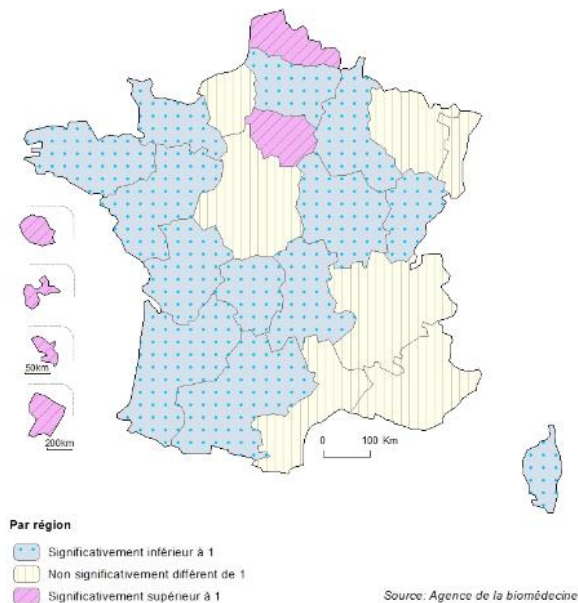 50km
200km
0 100 Km
Par région
Significativement inférieur à 1
Non significativement différent de 1
Significativement supérieur à 1
Source: Agence de la biomédecine